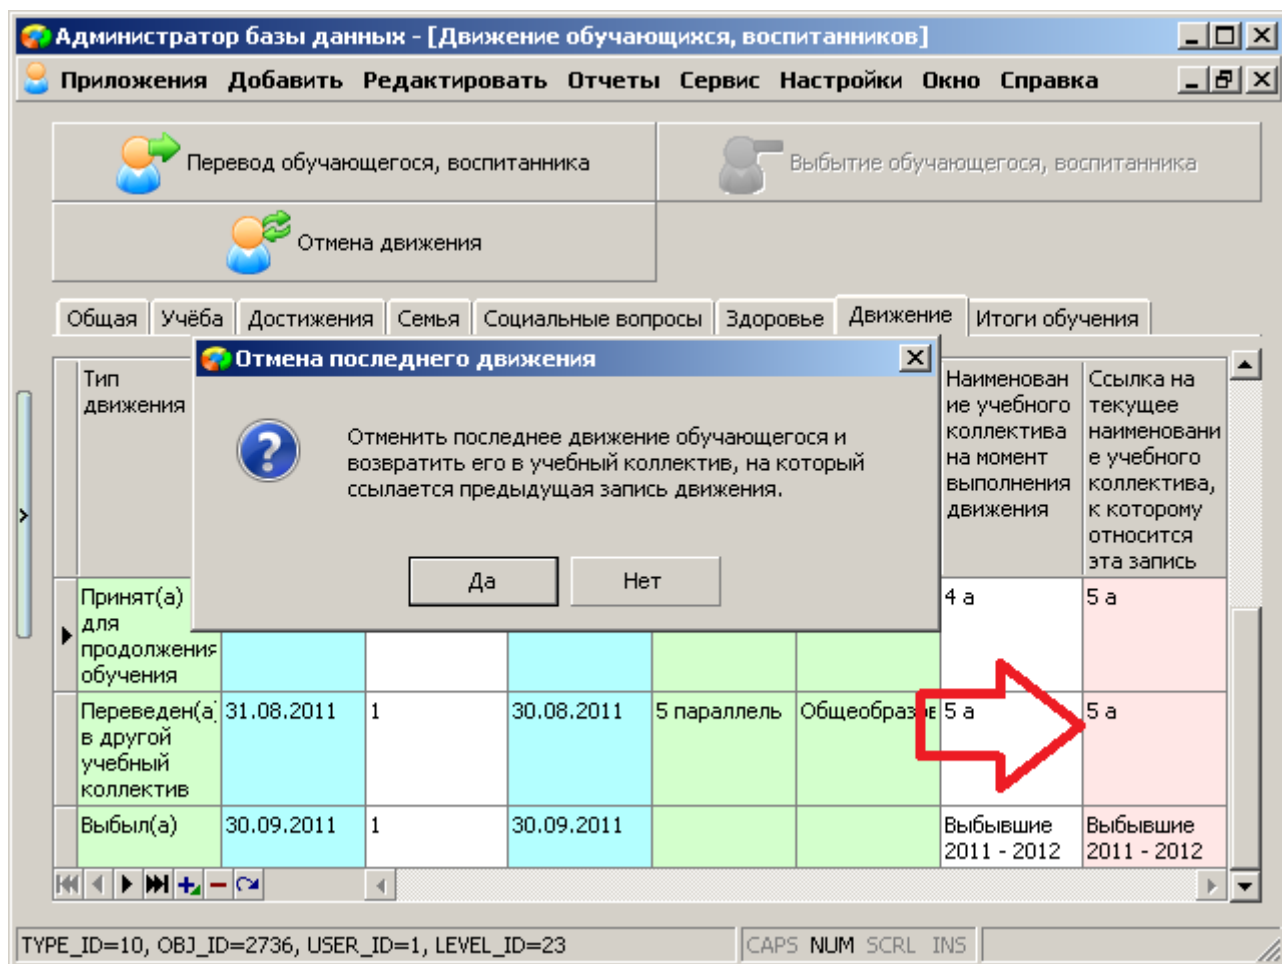 Администратор базы данных - [Движение обучающихся, воспитанников]
Приложения Добавить Редактировать Отчеты Сервис Настройки Окно Справка
Перевод обучающегося, воспитанника
Выбытие обучающегося, воспитанника
Отмена движения
Общая Учёба Достижения Семья Социальные вопросы Здоровье Движение Итоги обучения
Отмена последнего движения
Отменить последнее движение обучающегося и
возвратить его в учебный коллектив, на который
ссылается предыдущая запись движения.
Да Нет
Тип
движения
Наименован
ие учебного
коллектива
на момент
выполнения
движения
Ссылка на
текущее
наименовани
е учебного
коллектива,
к которому
относится
эта запись
Принят(а)
для
продолжения
обучения
4 а
5 а
Переведен(а)
в другой
учебный
коллектив
31.08.2011
1
30.08.2011
5 параллель
Общеобразов
5 а
5 а
Выбыл(а)
30.09.2011
1
30.09.2011
Выбывшие
2011 - 2012
Выбывшие
2011 - 2012
TYPE_ID=10, OBJ_ID=2736, USER_ID=1, LEVEL_ID=23
CAPS NUM SCRL INS